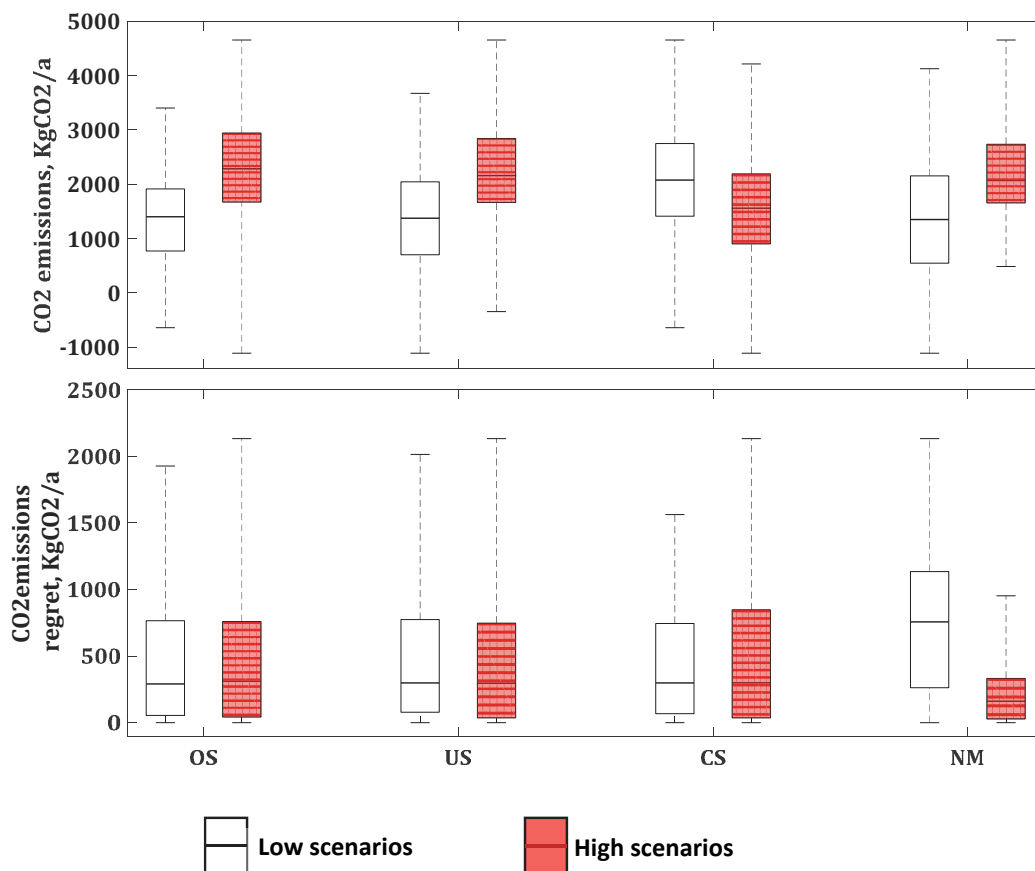 CO2 emissions, KgCO2/a
5000
4000
3000
2000
1000
0
-1000
CO2emissions
regret, KgCO2/a
2500
2000
1500
1000
500
0
OS US CS NM
Low scenarios High scenarios